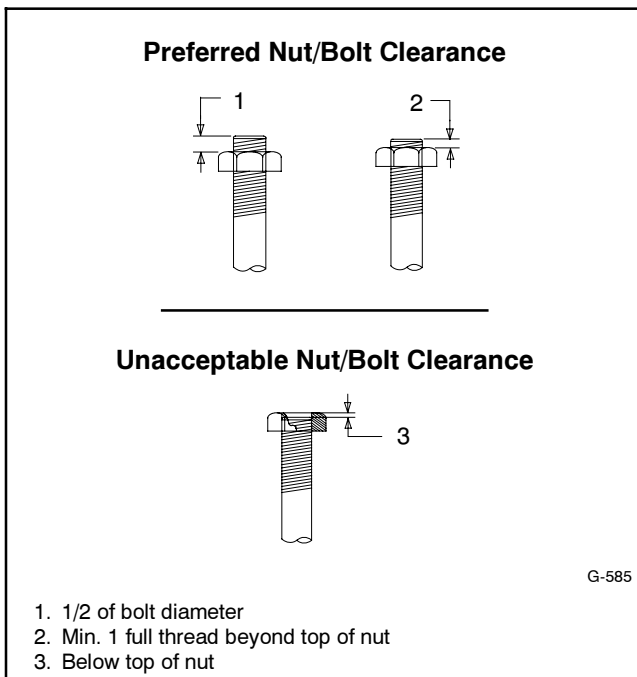 Preferred Nut/Bolt Clearance
1
2
Unacceptable Nut/Bolt Clearance
3
G-585
1. 1/2 of bolt diameter
2. Min. 1 full thread beyond top of nut
3. Below top of nut